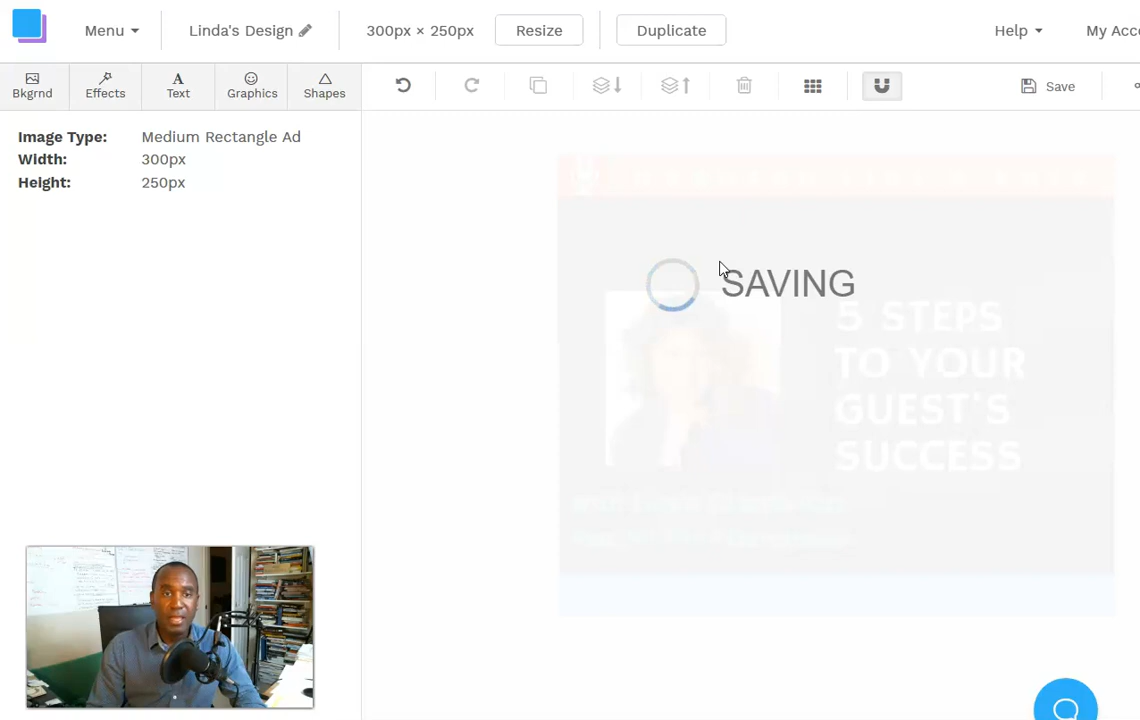 Menu
Linda's Design
300px × 250px
Resize
Duplicate
Help
My Acc
Bkgrnd
Effects
Text
Graphics
Shapes
Save
Image Type: Medium Rectangle Ad
Width: 300px
Height: 250px
SAVING
5 STEPS
TO YOUR
GUEST'S
SUCCESS